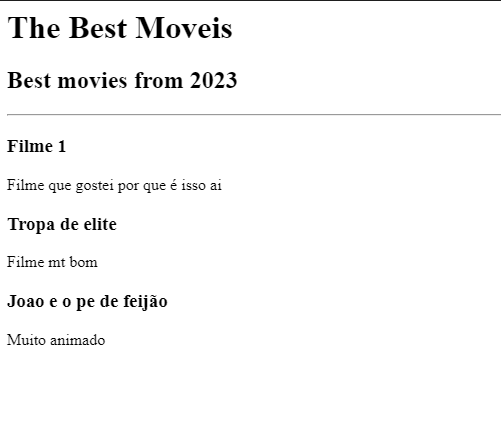 The Best Moveis
Best movies from 2023
Filme 1
Filme que gostei por que é isso ai
Tropa de elite
Filme mt bom
Joao e o pe de feijão
Muito animado